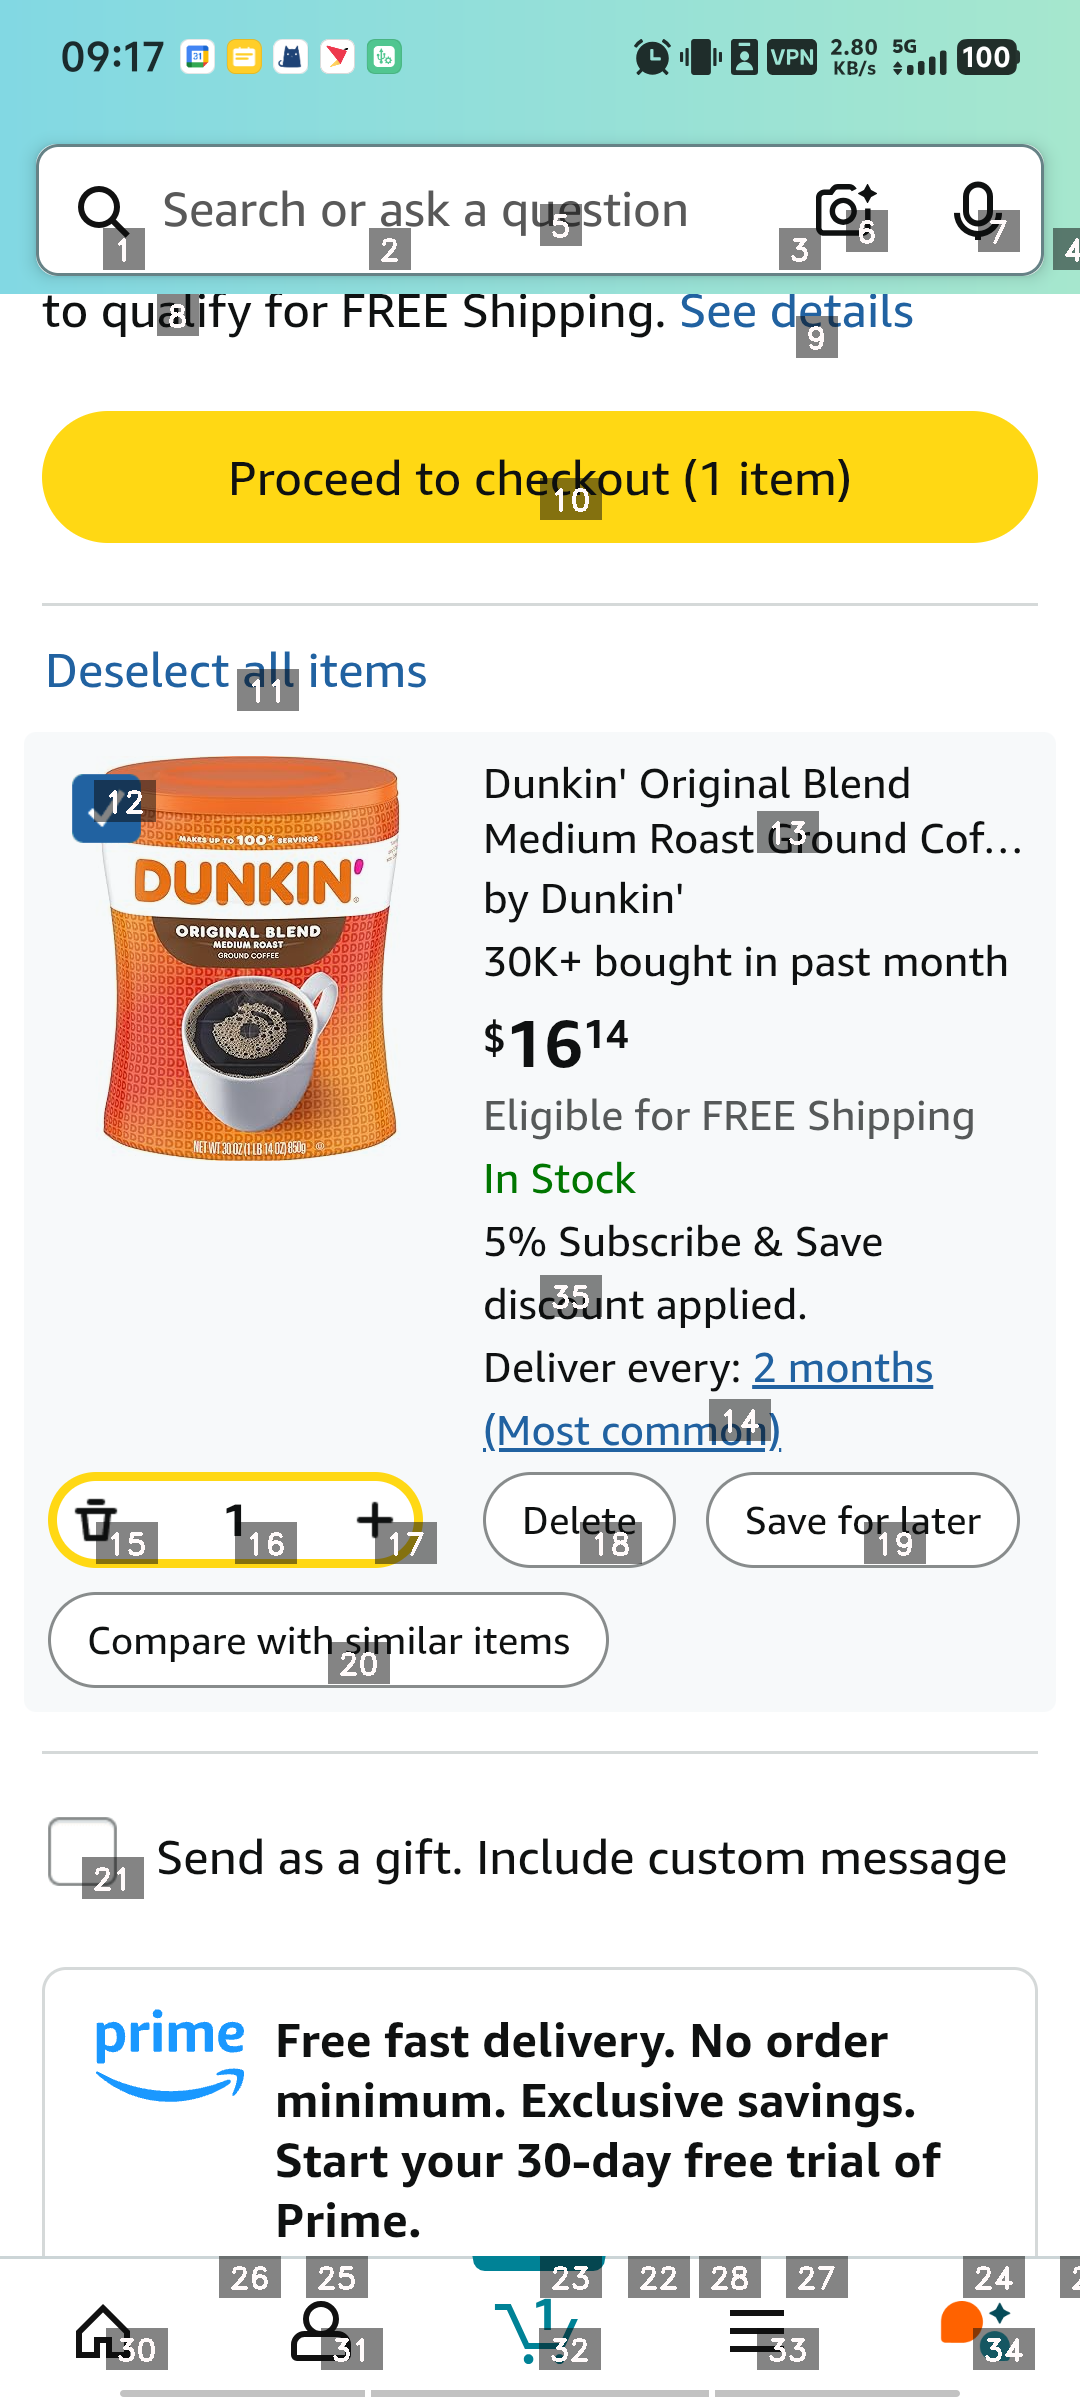 09:17
31
VPN
2.80 KB/s
5G
100
Search or ask a question
1
2
5
3
6
7
4
to qualify for FREE Shipping. See details
8
9
Proceed to checkout (1 item)
10
Deselect all items
11
12
MAKES UP TO 100* SERVINGS
DUNKIN'
ORIGINAL BLEND
MEDIUM ROAST
GROUND COFFEE
NET WT 30 OZ (1 LB 14 OZ) 850g
Dunkin' Original Blend
Medium Roast Ground Cof...
13
by Dunkin'
30K+ bought in past month
$1614
Eligible for FREE Shipping
In Stock
5% Subscribe & Save
discount applied.
35
Deliver every: 2 months
(Most common)
14
1
Delete
Save for later
15
16
17
18
19
Compare with similar items
20
Send as a gift. Include custom message
21
prime
Free fast delivery. No order
minimum. Exclusive savings.
Start your 30-day free trial of
Prime.
26
25
23
22
28
27
24
1
30
31
32
33
34